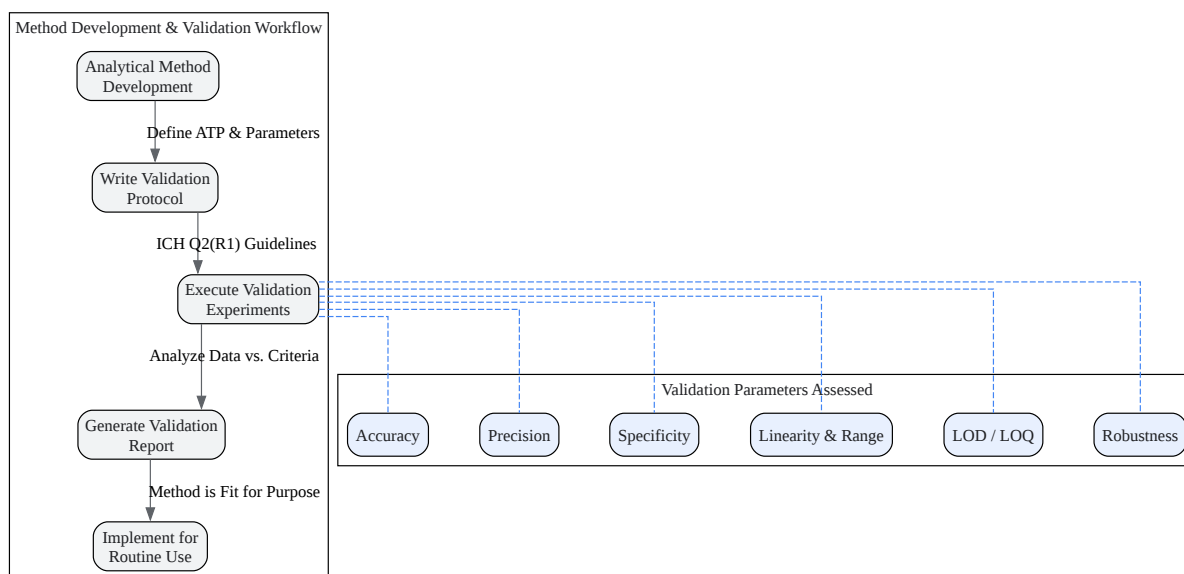 Method Development & Validation Workflow
Analytical Method
Development
Define ATP & Parameters
Write Validation
Protocol
ICH Q2(R1) Guidelines
Execute Validation
Experiments
Analyze Data vs. Criteria
Generate Validation
Report
Method is Fit for Purpose
Implement for
Routine Use
Validation Parameters Assessed
Accuracy
Precision
Specificity
Linearity & Range
LOD / LOQ
Robustness